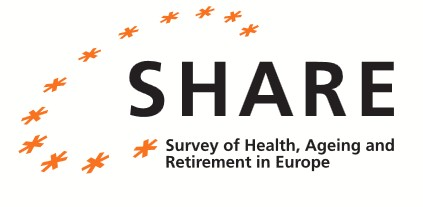 SHARE
Survey of Health, Ageing and
Retirement in Europe